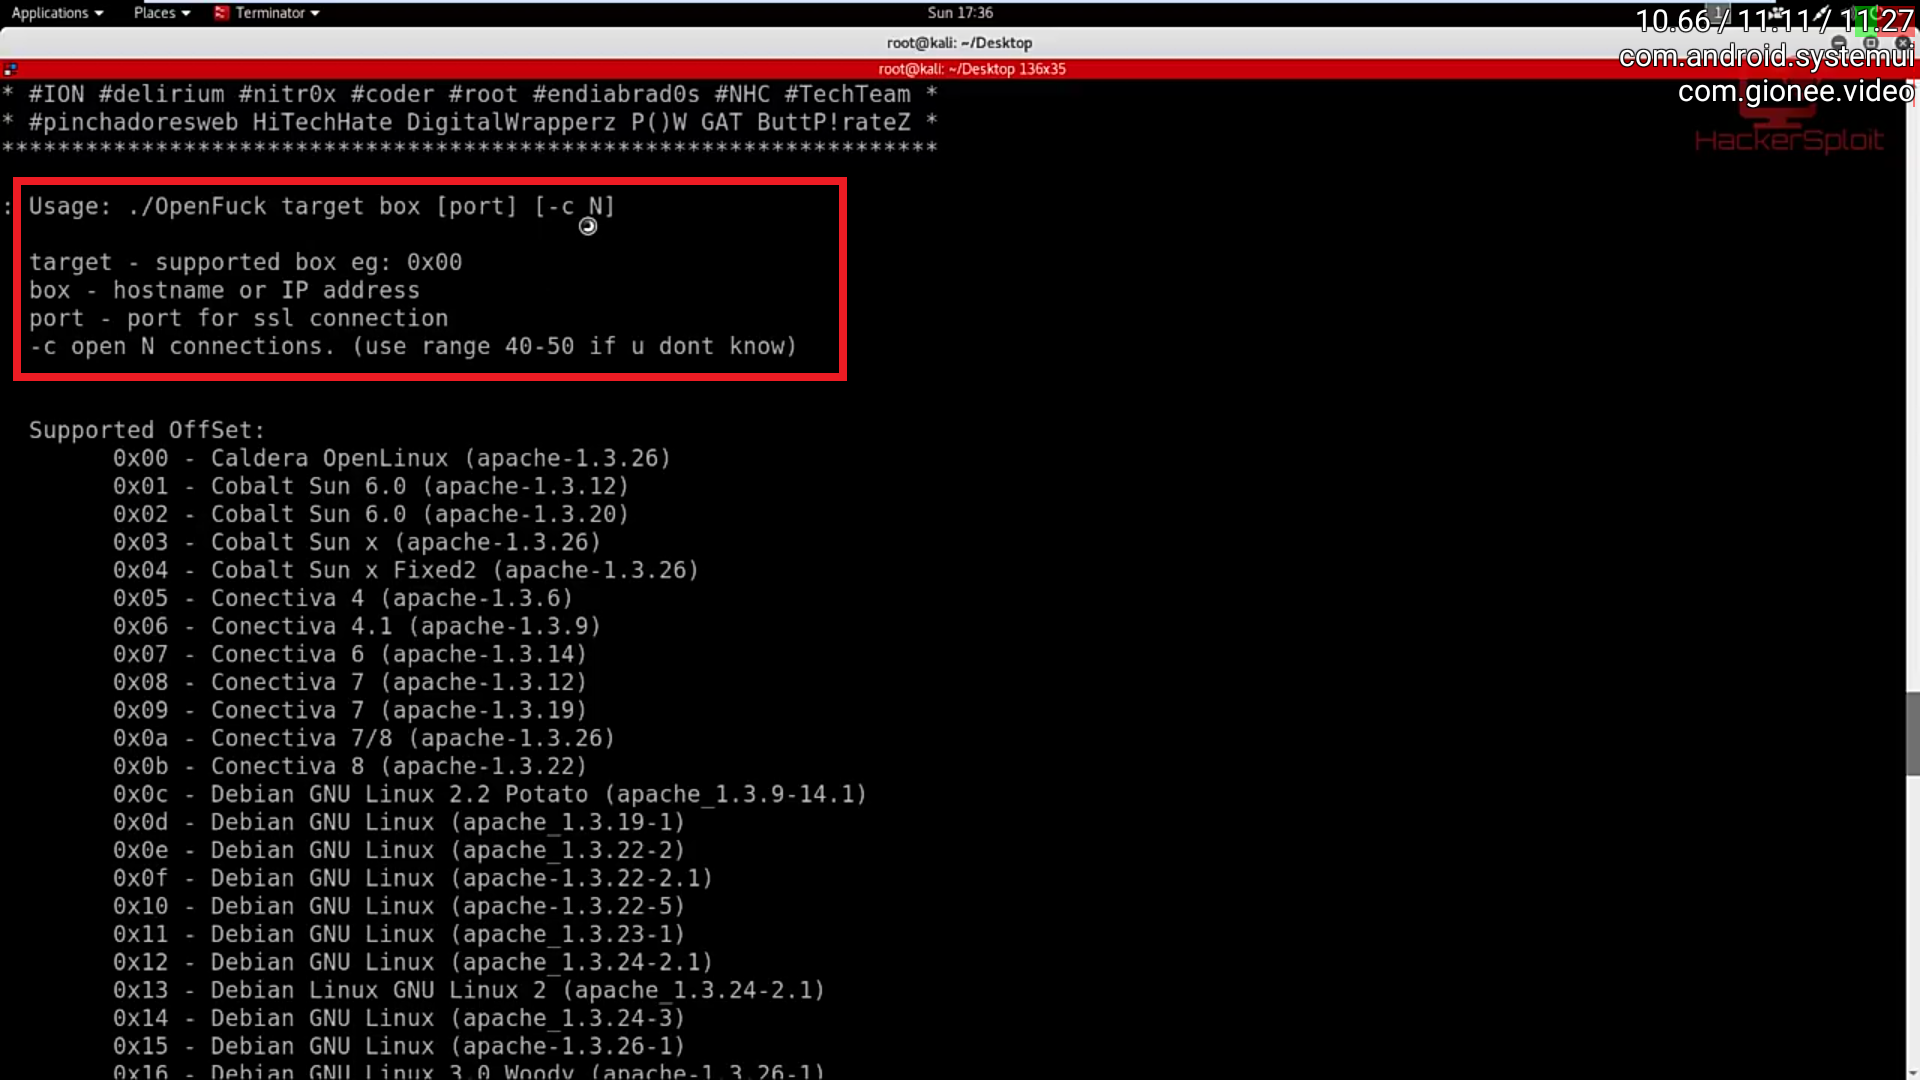 Applications Places Terminator Sun 17:36 1
10.66 / 11.11 / 11.27
root@kali: ~/Desktop
com.android.systemui
root@kali: ~/Desktop 136x35
com.gionee.video
HackerSploit
* #ION #delirium #nitr0x #coder #root #endiabrad0s #NHC #TechTeam *
* #pinchadoresweb HiTechHate DigitalWrapperz P()W GAT ButtP!rateZ *
*******************************************************************
: Usage: ./OpenFuck target box [port] [-c N]
target - supported box eg: 0x00
box - hostname or IP address
port - port for ssl connection
-c open N connections. (use range 40-50 if u dont know)
Supported OffSet:
0x00 - Caldera OpenLinux (apache-1.3.26)
0x01 - Cobalt Sun 6.0 (apache-1.3.12)
0x02 - Cobalt Sun 6.0 (apache-1.3.20)
0x03 - Cobalt Sun x (apache-1.3.26)
0x04 - Cobalt Sun x Fixed2 (apache-1.3.26)
0x05 - Conectiva 4 (apache-1.3.6)
0x06 - Conectiva 4.1 (apache-1.3.9)
0x07 - Conectiva 6 (apache-1.3.14)
0x08 - Conectiva 7 (apache-1.3.12)
0x09 - Conectiva 7 (apache-1.3.19)
0x0a - Conectiva 7/8 (apache-1.3.26)
0x0b - Conectiva 8 (apache-1.3.22)
0x0c - Debian GNU Linux 2.2 Potato (apache_1.3.9-14.1)
0x0d - Debian GNU Linux (apache_1.3.19-1)
0x0e - Debian GNU Linux (apache_1.3.22-2)
0x0f - Debian GNU Linux (apache-1.3.22-2.1)
0x10 - Debian GNU Linux (apache-1.3.22-5)
0x11 - Debian GNU Linux (apache_1.3.23-1)
0x12 - Debian GNU Linux (apache_1.3.24-2.1)
0x13 - Debian Linux GNU Linux 2 (apache_1.3.24-2.1)
0x14 - Debian GNU Linux (apache_1.3.24-3)
0x15 - Debian GNU Linux (apache-1.3.26-1)
0x16 - Debian GNU Linux 3.0 Woody (apache-1.3.26-1)